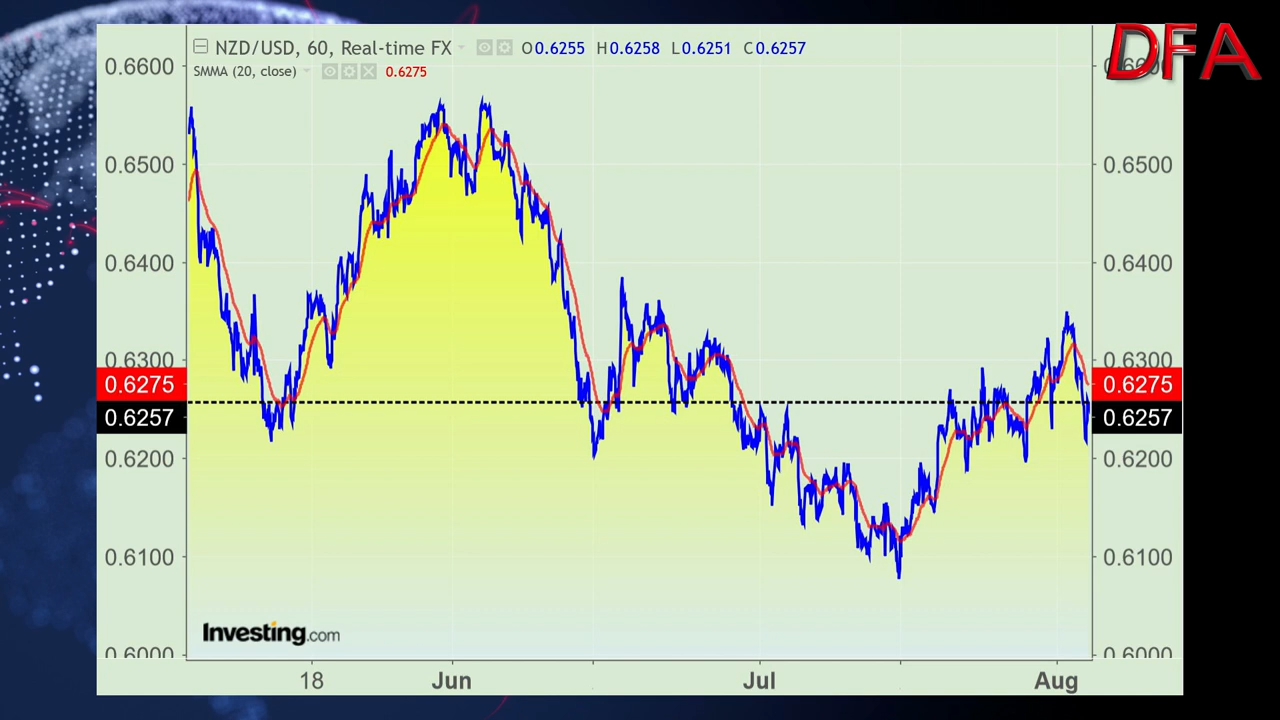 DFA
NZD/USD, 60, Real-time FX O0.6255 H0.6258 L0.6251 C0.6257
SMMA (20, close) 0.6275
0.6600 0.6600
0.6500 0.6500
0.6400 0.6400
0.6300 0.6300
0.6275 0.6275
0.6257 0.6257
0.6200 0.6200
0.6100 0.6100
Investing.com
0.6000 0.6000
18 Jun Jul Aug